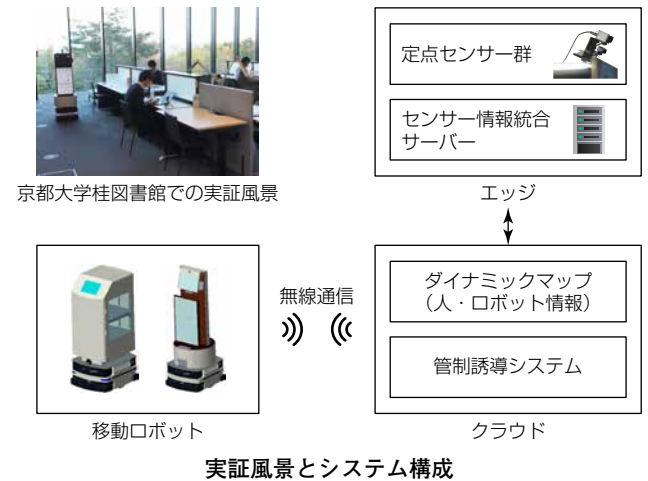 定点センサー群
センサー情報統合
サーバー
京都大学桂図書館での実証風景
エッジ
無線通信
ダイナミックマップ
（人・ロボット情報）
管制誘導システム
移動ロボット
クラウド
実証風景とシステム構成